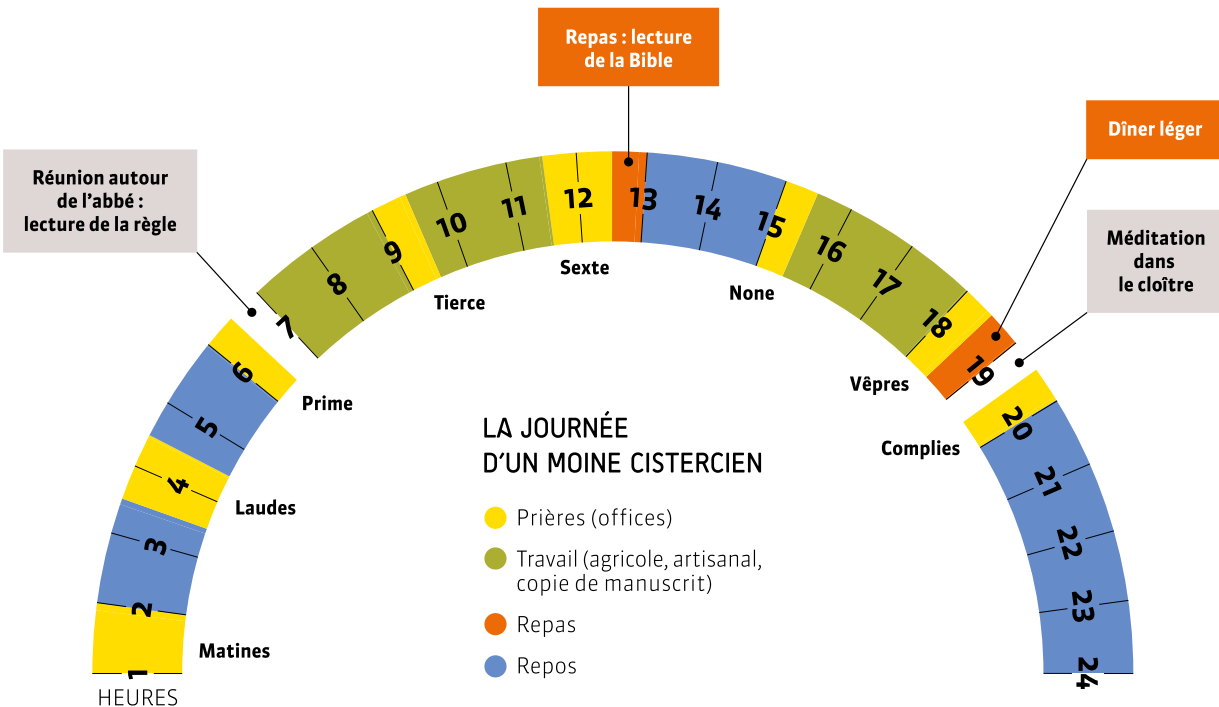 Repas : lecture
de la Bible
Dîner léger
Réunion autour
de l'abbé :
lecture de la règle
Méditation
dans
le cloître
1
2
3
4
5
6
7
8
9
10
11
12
13
14
15
16
17
18
19
20
21
22
23
24
HEURES
Matines
Laudes
Prime
Tierce
Sexte
None
Vêpres
Complies
LA JOURNÉE
D'UN MOINE CISTERCIEN
Prières (offices)
Travail (agricole, artisanal,
copie de manuscrit)
Repas
Repos